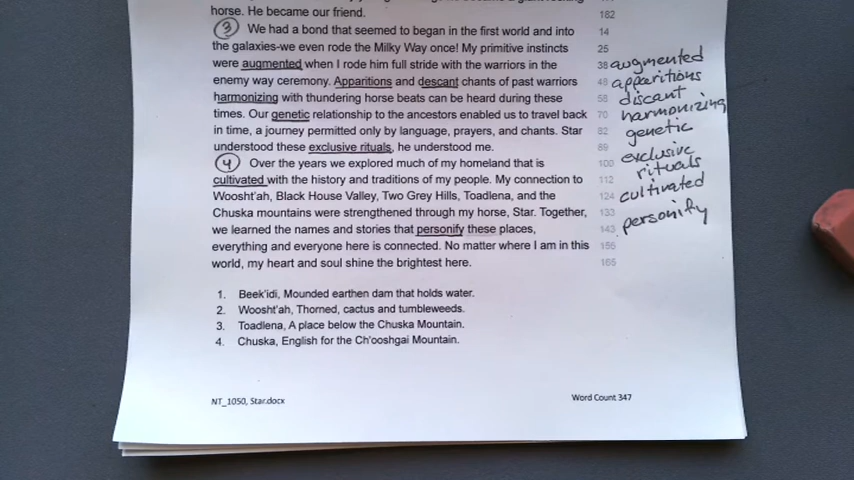 horse. He became our friend. 182
3 We had a bond that seemed to began in the first world and into 14
the galaxies-we even rode the Milky Way once! My primitive instincts 25
were augmented when I rode him full stride with the warriors in the 38 augmented
enemy way ceremony. Apparitions and descant chants of past warriors 48 apparitions
harmonizing with thundering horse beats can be heard during these 58 discant
times. Our genetic relationship to the ancestors enabled us to travel back 70 harmonizing
in time, a journey permitted only by language, prayers, and chants. Star 82 genetic
understood these exclusive rituals, he understood me. 89
4 Over the years we explored much of my homeland that is 100 exclusive
cultivated with the history and traditions of my people. My connection to 112 rituals
Woosht'ah, Black House Valley, Two Grey Hills, Toadlena, and the 124 cultivated
Chuska mountains were strengthened through my horse, Star. Together, 133
we learned the names and stories that personify these places, 143 personify
everything and everyone here is connected. No matter where I am in this 156
world, my heart and soul shine the brightest here. 165
1. Beek'idi, Mounded earthen dam that holds water.
2. Woosht'ah, Thorned, cactus and tumbleweeds.
3. Toadlena, A place below the Chuska Mountain.
4. Chuska, English for the Ch'ooshgai Mountain.
NT_1050, Star.docx Word Count 347